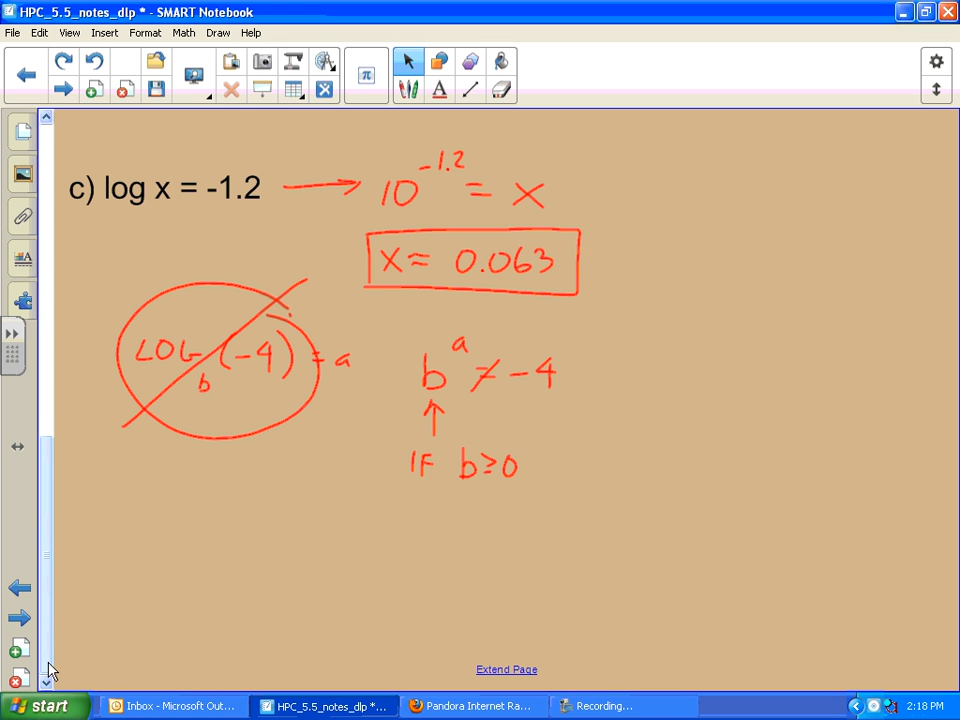 HPC_5.5_notes_dlp * - SMART Notebook
File Edit View Insert Format Math Draw Help
π
A
c) log x = -1.2
10^-1.2 = x
x ≈ 0.063
LOG_b (-4) = a
b^a ≠ -4
↑
IF b ≥ 0
Extend Page
start
Inbox - Microsoft Out...
HPC_5.5_notes_dlp *...
Pandora Internet Ra...
Recording...
2:18 PM